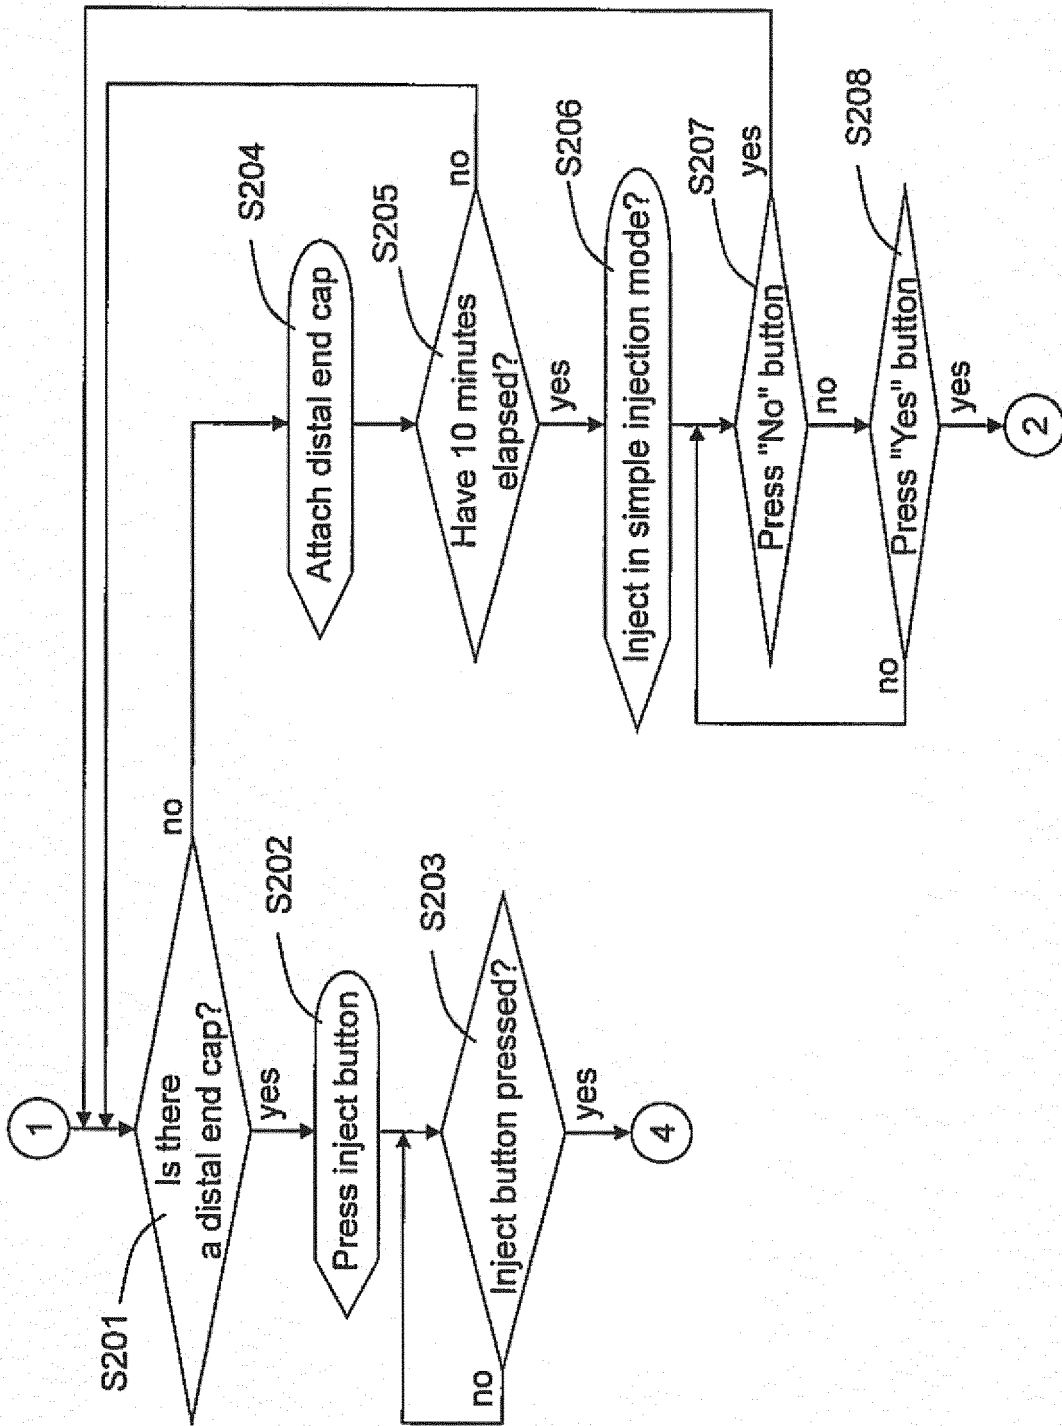 1
S201
Is there
a distal end cap?
no
yes
S202
Press inject button
S203
Inject button pressed?
no
yes
4
S204
Attach distal end cap
S205
Have 10 minutes
elapsed?
no
yes
S206
Inject in simple injection mode?
S207
Press "No" button
yes
no
S208
Press "Yes" button
no
yes
2